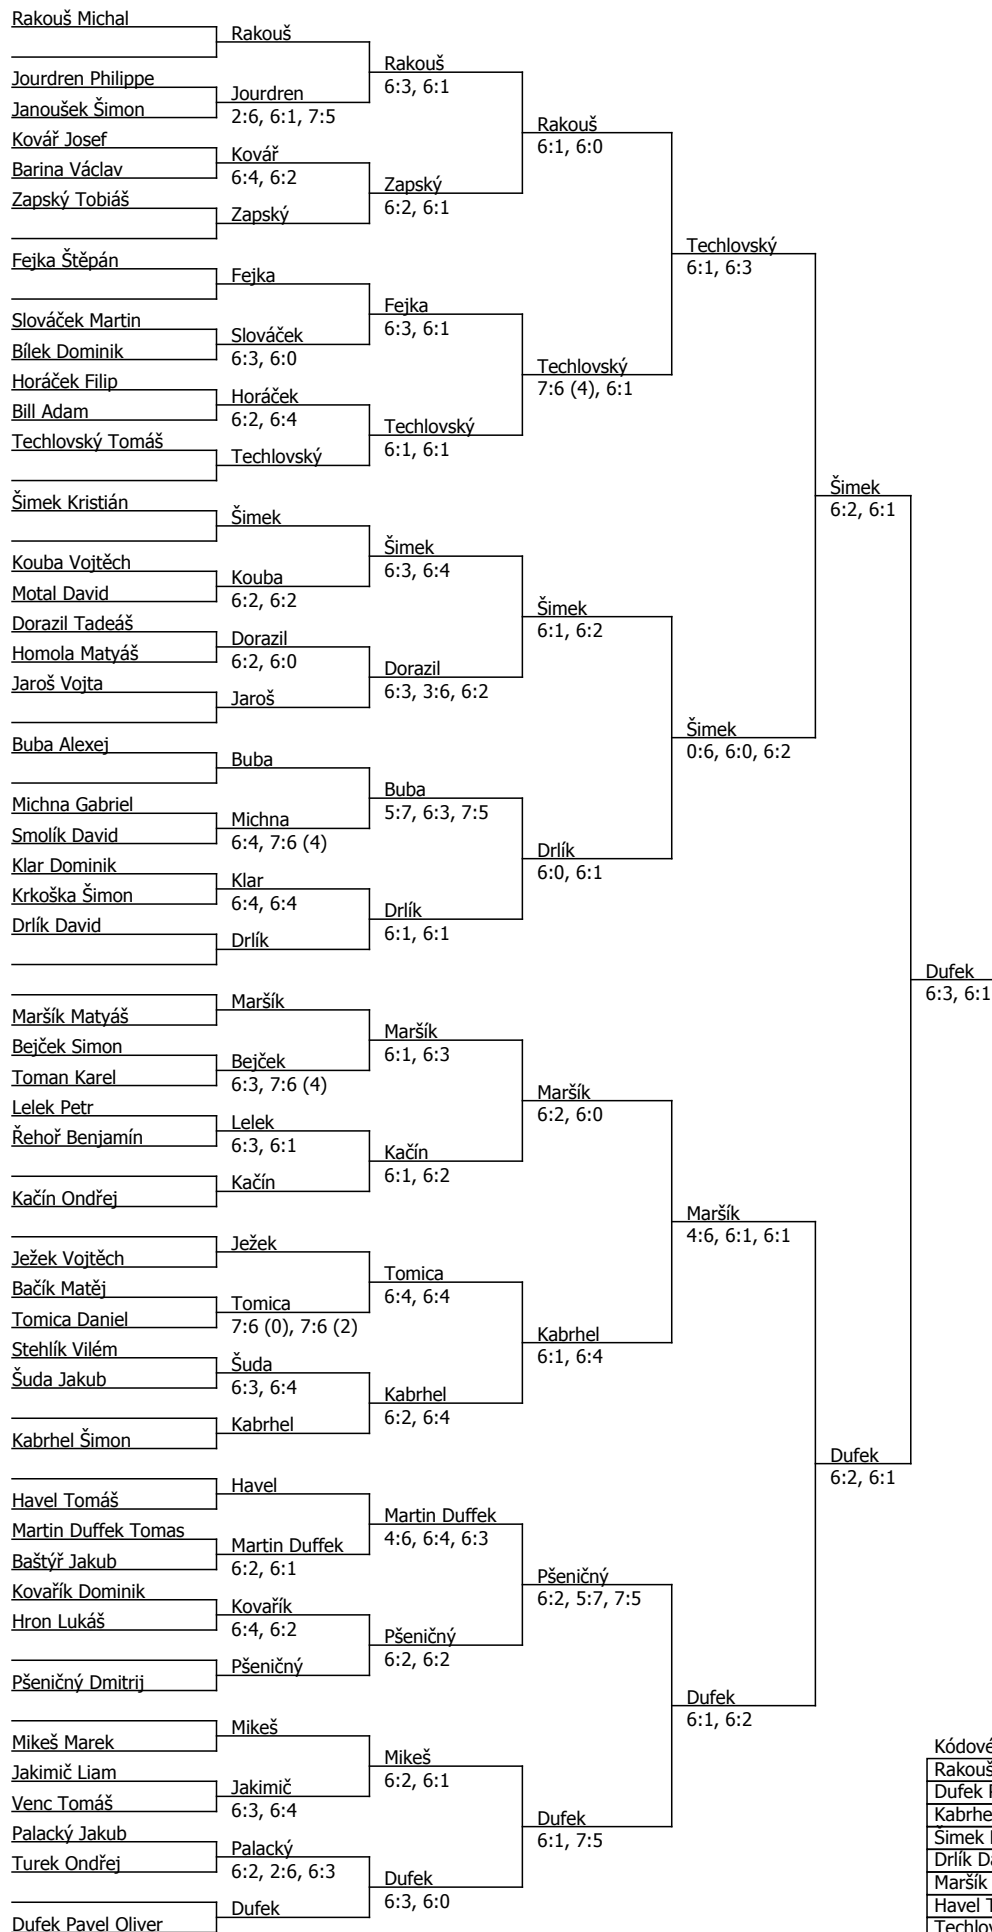 Rakouš Michal
Jourdren Philippe
Janoušek Šimon
Kovář Josef
Barina Václav
Zapský Tobiáš
Fejka Štěpán
Slováček Martin
Bílek Dominik
Horáček Filip
Bill Adam
Techlovský Tomáš
Šimek Kristián
Kouba Vojtěch
Motal David
Dorazil Tadeáš
Homola Matyáš
Jaroš Vojta
Buba Alexej
Michna Gabriel
Smolík David
Klar Dominik
Krkoška Šimon
Drlík David
Maršík Matyáš
Bejček Simon
Toman Karel
Lelek Petr
Řehoř Benjamín
Kačín Ondřej
Ježek Vojtěch
Bačík Matěj
Tomica Daniel
Stehlík Vilém
Šuda Jakub
Kabrhel Šimon
Havel Tomáš
Martin Duffek Tomas
Baštýř Jakub
Kovařík Dominik
Hron Lukáš
Pšeničný Dmitrij
Mikeš Marek
Jakimič Liam
Venc Tomáš
Palacký Jakub
Turek Ondřej
Dufek Pavel Oliver
Rakouš
Jourdren
2:6, 6:1, 7:5
Kovář
6:4, 6:2
Zapský
Fejka
Slováček
6:3, 6:0
Horáček
6:2, 6:4
Techlovský
Šimek
Kouba
6:2, 6:2
Dorazil
6:2, 6:0
Jaroš
Buba
Michna
6:4, 7:6 (4)
Klar
6:4, 6:4
Drlík
Maršík
Bejček
6:3, 7:6 (4)
Lelek
6:3, 6:1
Kačín
Ježek
Tomica
7:6 (0), 7:6 (2)
Šuda
6:3, 6:4
Kabrhel
Havel
Martin Duffek
6:2, 6:1
Kovařík
6:4, 6:2
Pšeničný
Mikeš
Jakimič
6:3, 6:4
Palacký
6:2, 2:6, 6:3
Dufek
Rakouš
6:3, 6:1
Zapský
6:2, 6:1
Fejka
6:3, 6:1
Techlovský
6:1, 6:1
Šimek
6:3, 6:4
Dorazil
6:3, 3:6, 6:2
Buba
5:7, 6:3, 7:5
Drlík
6:1, 6:1
Maršík
6:1, 6:3
Kačín
6:1, 6:2
Tomica
6:4, 6:4
Kabrhel
6:2, 6:4
Martin Duffek
4:6, 6:4, 6:3
Pšeničný
6:2, 6:2
Mikeš
6:2, 6:1
Dufek
6:3, 6:0
Rakouš
6:1, 6:0
Techlovský
7:6 (4), 6:1
Šimek
6:1, 6:2
Drlík
6:0, 6:1
Maršík
6:2, 6:0
Kabrhel
6:1, 6:4
Pšeničný
6:2, 5:7, 7:5
Dufek
6:1, 7:5
Techlovský
6:1, 6:3
Šimek
0:6, 6:0, 6:2
Maršík
4:6, 6:1, 6:1
Dufek
6:1, 6:2
Šimek
6:2, 6:1
Dufek
6:2, 6:1
Dufek
6:3, 6:1
Kódové
Rakouš
Dufek
Kabrhe
Šimek
Drlík Da
Maršík
Havel T
Techlov